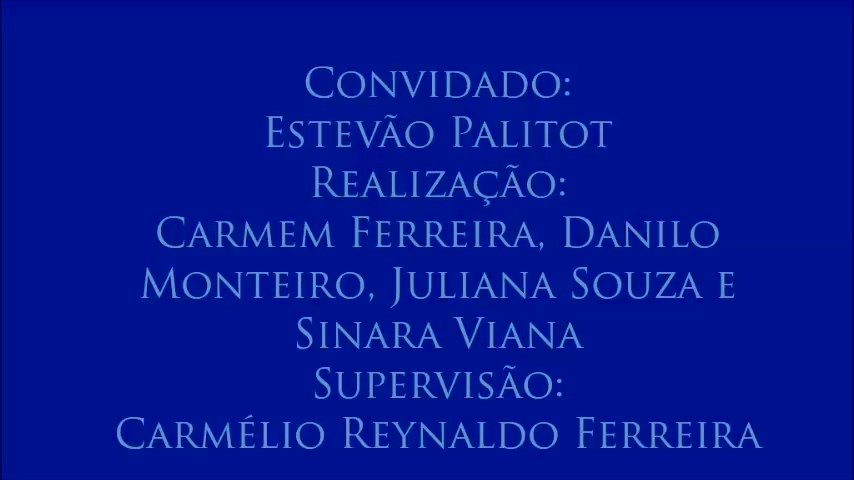 Convidado:
Estevão Palitot
Realização:
Carmem Ferreira, Danilo
Monteiro, Juliana Souza e
Sinara Viana
Supervisão:
Carmélio Reynaldo Ferreira